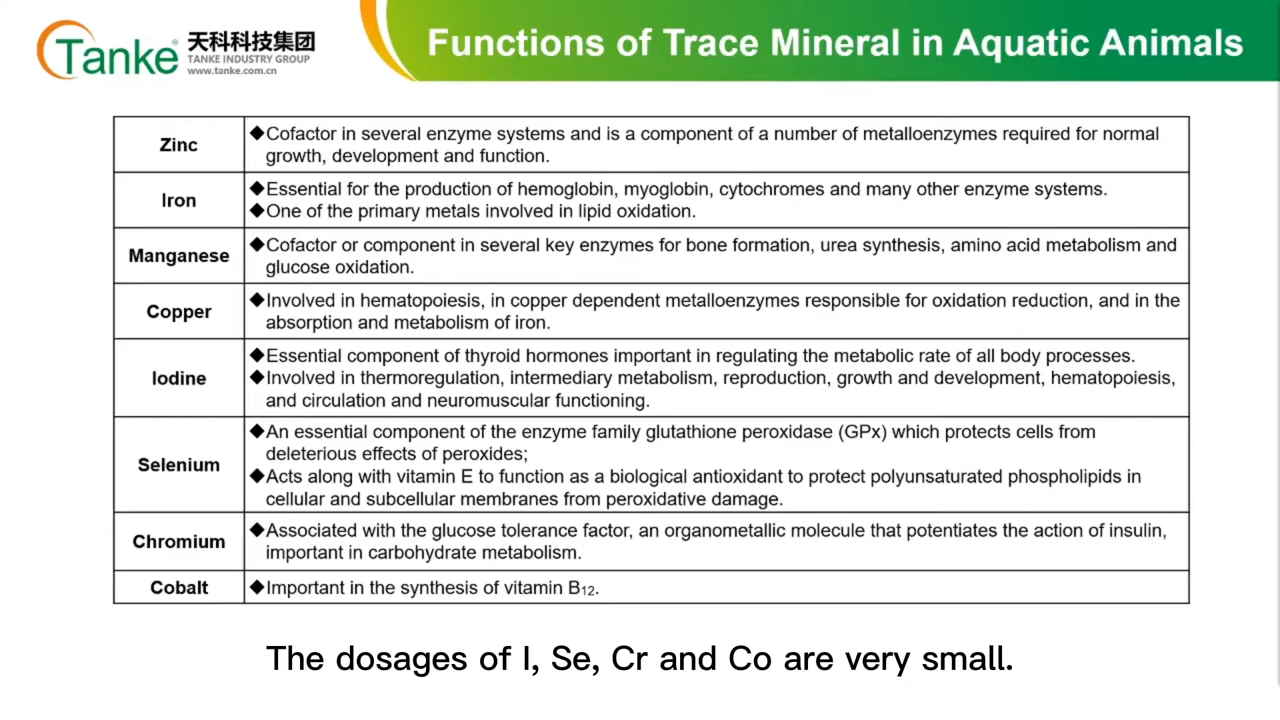 Tanke®
天科科技集团
TANKE INDUSTRY GROUP
www.tanke.com.cn
Functions of Trace Mineral in Aquatic Animals
Zinc
◆Cofactor in several enzyme systems and is a component of a number of metalloenzymes required for normal
growth, development and function.
Iron
◆Essential for the production of hemoglobin, myoglobin, cytochromes and many other enzyme systems.
◆One of the primary metals involved in lipid oxidation.
Manganese
◆Cofactor or component in several key enzymes for bone formation, urea synthesis, amino acid metabolism and
glucose oxidation.
Copper
◆Involved in hematopoiesis, in copper dependent metalloenzymes responsible for oxidation reduction, and in the
absorption and metabolism of iron.
Iodine
◆Essential component of thyroid hormones important in regulating the metabolic rate of all body processes.
◆Involved in thermoregulation, intermediary metabolism, reproduction, growth and development, hematopoiesis,
and circulation and neuromuscular functioning.
Selenium
◆An essential component of the enzyme family glutathione peroxidase (GPx) which protects cells from
deleterious effects of peroxides;
◆Acts along with vitamin E to function as a biological antioxidant to protect polyunsaturated phospholipids in
cellular and subcellular membranes from peroxidative damage.
Chromium
◆Associated with the glucose tolerance factor, an organometallic molecule that potentiates the action of insulin,
important in carbohydrate metabolism.
Cobalt
◆Important in the synthesis of vitamin B₁₂.
The dosages of I, Se, Cr and Co are very small.